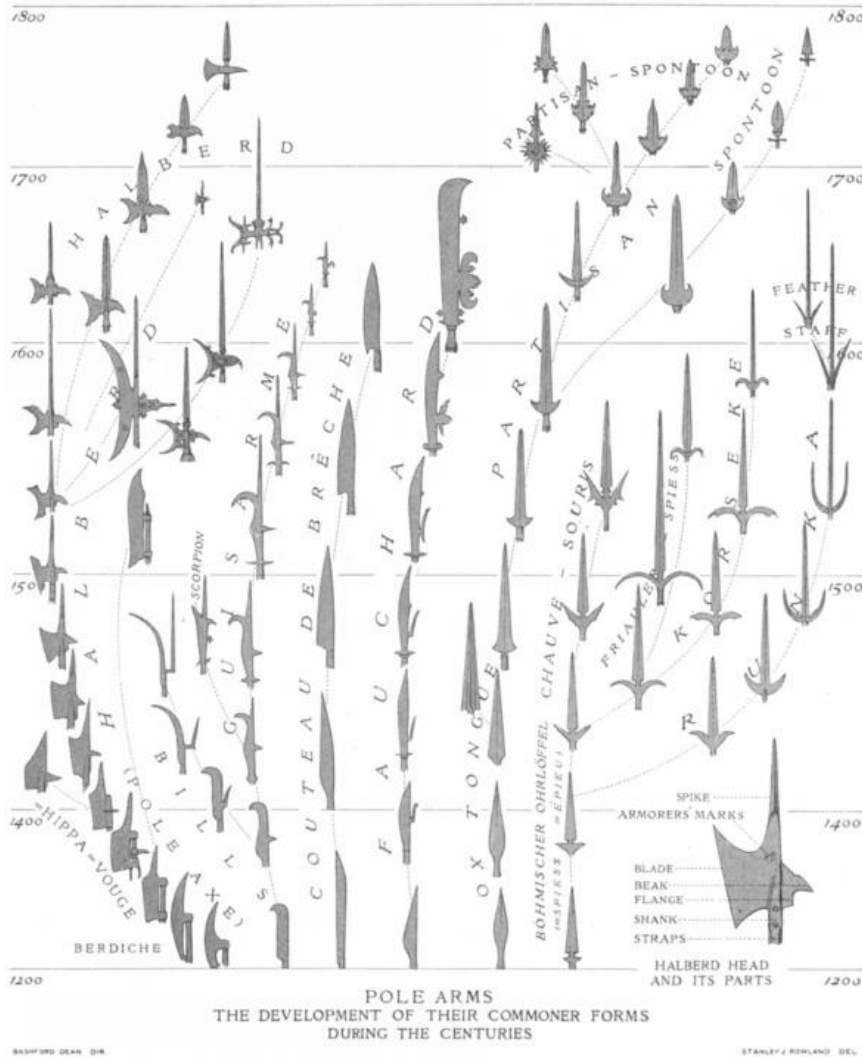 1800 1800
PARTISAN-SPONTOON
SPONTOON
HALBERD
1700 1700
PARTISAN
FEATHER
STAFF
1600 1600
HALBERD
GUISARME
COUTEAU DE BRÊCHE
FAUCHARD
CHAUVE-SOURIS
FRIAULER-SPIESS
KORSEKE
RUNKA
SCORPION
1500 1500
OX TONGUE
BÖHMISCHER OHRLÖFFEL
(=SPIESS =ÉPIEU)
(POLE AXE)
BILLS
1400 1400
=HIPPA=VOUGE
BERDICHE
SPIKE
ARMORERS' MARKS
BLADE
BEAK
FLANGE
SHANK
STRAPS
HALBERD HEAD
AND ITS PARTS
1200 1200
POLE ARMS
THE DEVELOPMENT OF THEIR COMMONER FORMS
DURING THE CENTURIES
BASHFORD DEAN DIR. STANLEY J. ROWLAND DEL.